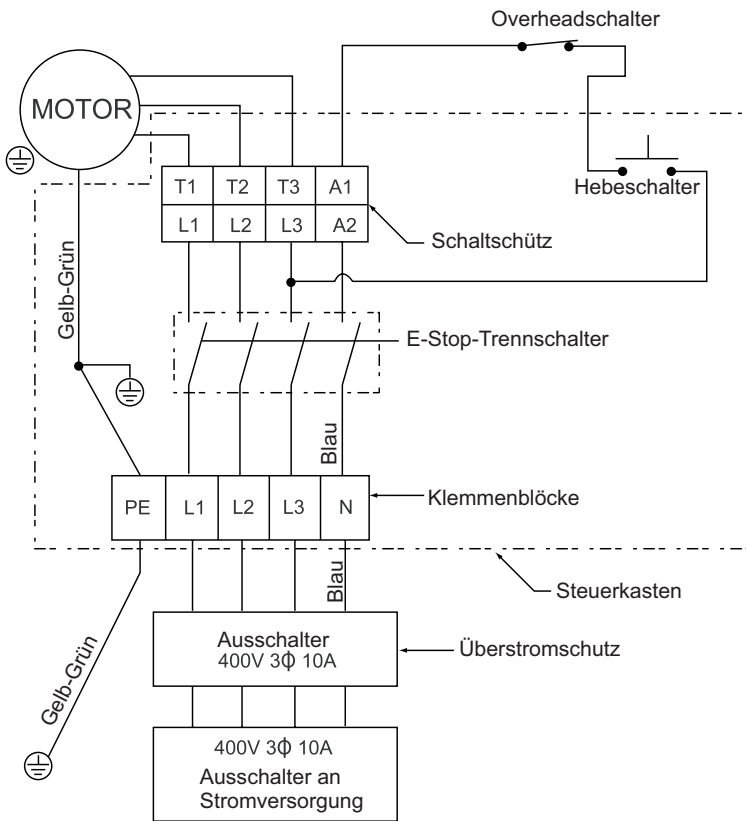 Overheadschalter
MOTOR
Hebeschalter
T1 T2 T3 A1
L1 L2 L3 A2
Schaltschütz
Gelb-Grün
E-Stop-Trennschalter
Blau
PE L1 L2 L3 N
Klemmenblöcke
Blau
Steuerkasten
Gelb-Grün
Ausschalter
400V 3Φ 10A
Überstromschutz
400V 3Φ 10A
Ausschalter an
Stromversorgung